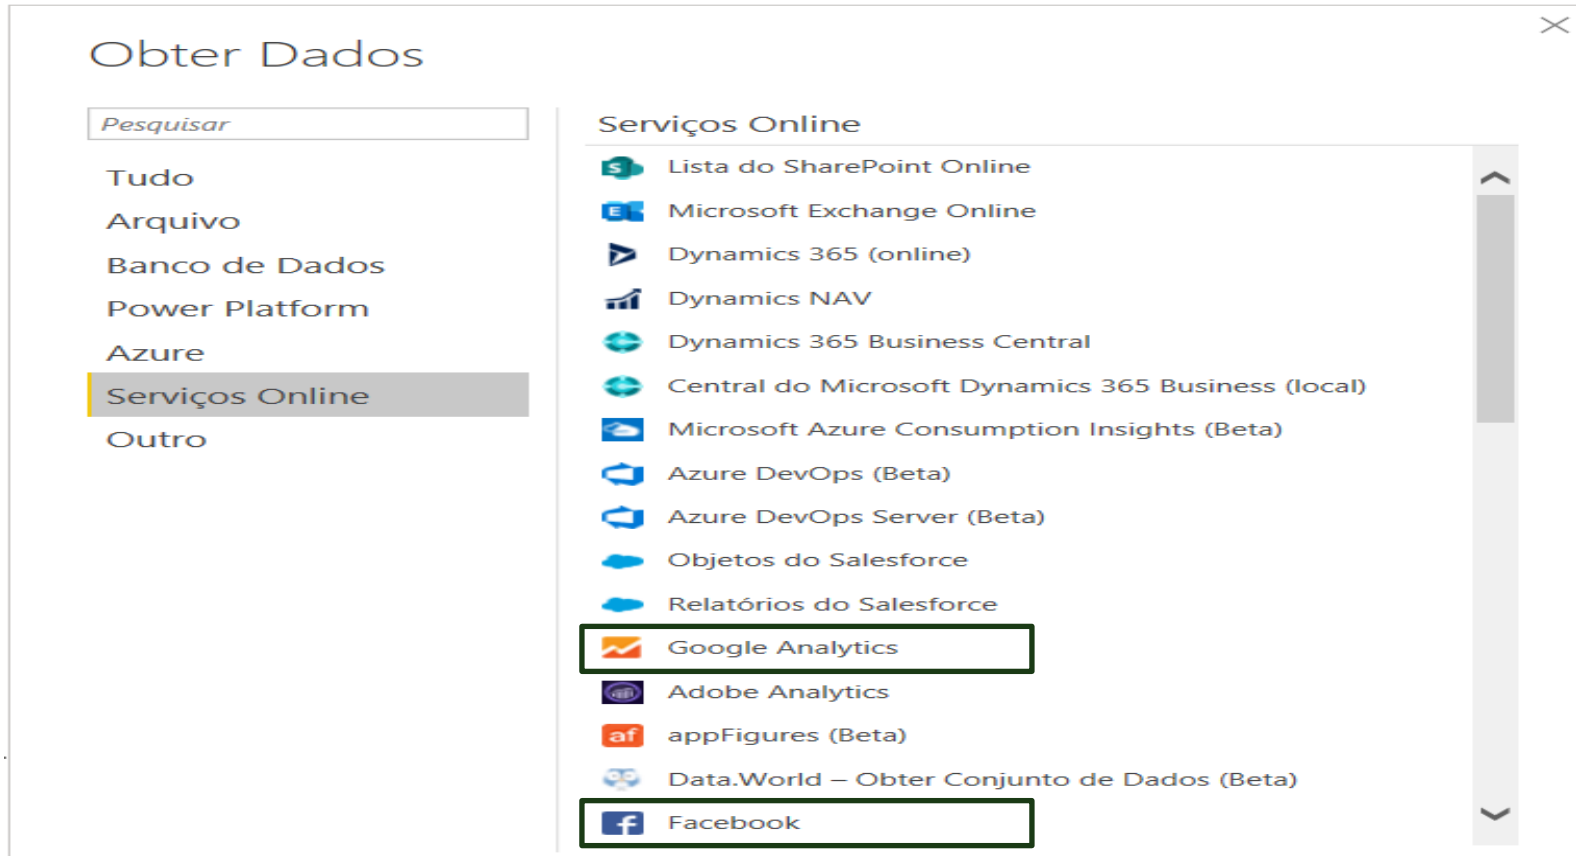 Obter Dados
Pesquisar
Tudo
Arquivo
Banco de Dados
Power Platform
Azure
Serviços Online
Outro
Serviços Online
S Lista do SharePoint Online
E Microsoft Exchange Online
Dynamics 365 (online)
Dynamics NAV
Dynamics 365 Business Central
Central do Microsoft Dynamics 365 Business (local)
Microsoft Azure Consumption Insights (Beta)
Azure DevOps (Beta)
Azure DevOps Server (Beta)
Objetos do Salesforce
Relatórios do Salesforce
Google Analytics
Adobe Analytics
af appFigures (Beta)
Data.World – Obter Conjunto de Dados (Beta)
f Facebook